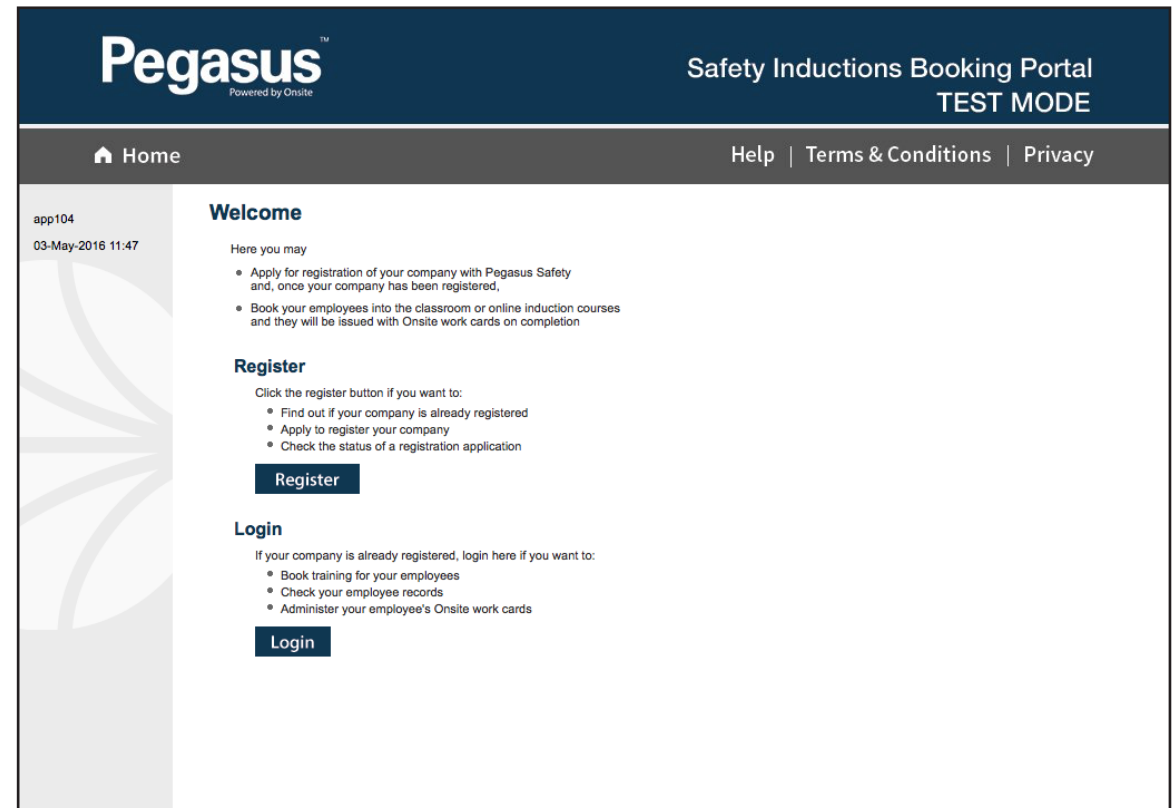 Pegasus™
Powered by Onsite
Safety Inductions Booking Portal
TEST MODE
Home
Help | Terms & Conditions | Privacy
app104
03-May-2016 11:47
Welcome
Here you may
• Apply for registration of your company with Pegasus Safety
and, once your company has been registered,
• Book your employees into the classroom or online induction courses
and they will be issued with Onsite work cards on completion
Register
Click the register button if you want to:
• Find out if your company is already registered
• Apply to register your company
• Check the status of a registration application
Register
Login
If your company is already registered, login here if you want to:
• Book training for your employees
• Check your employee records
• Administer your employee's Onsite work cards
Login